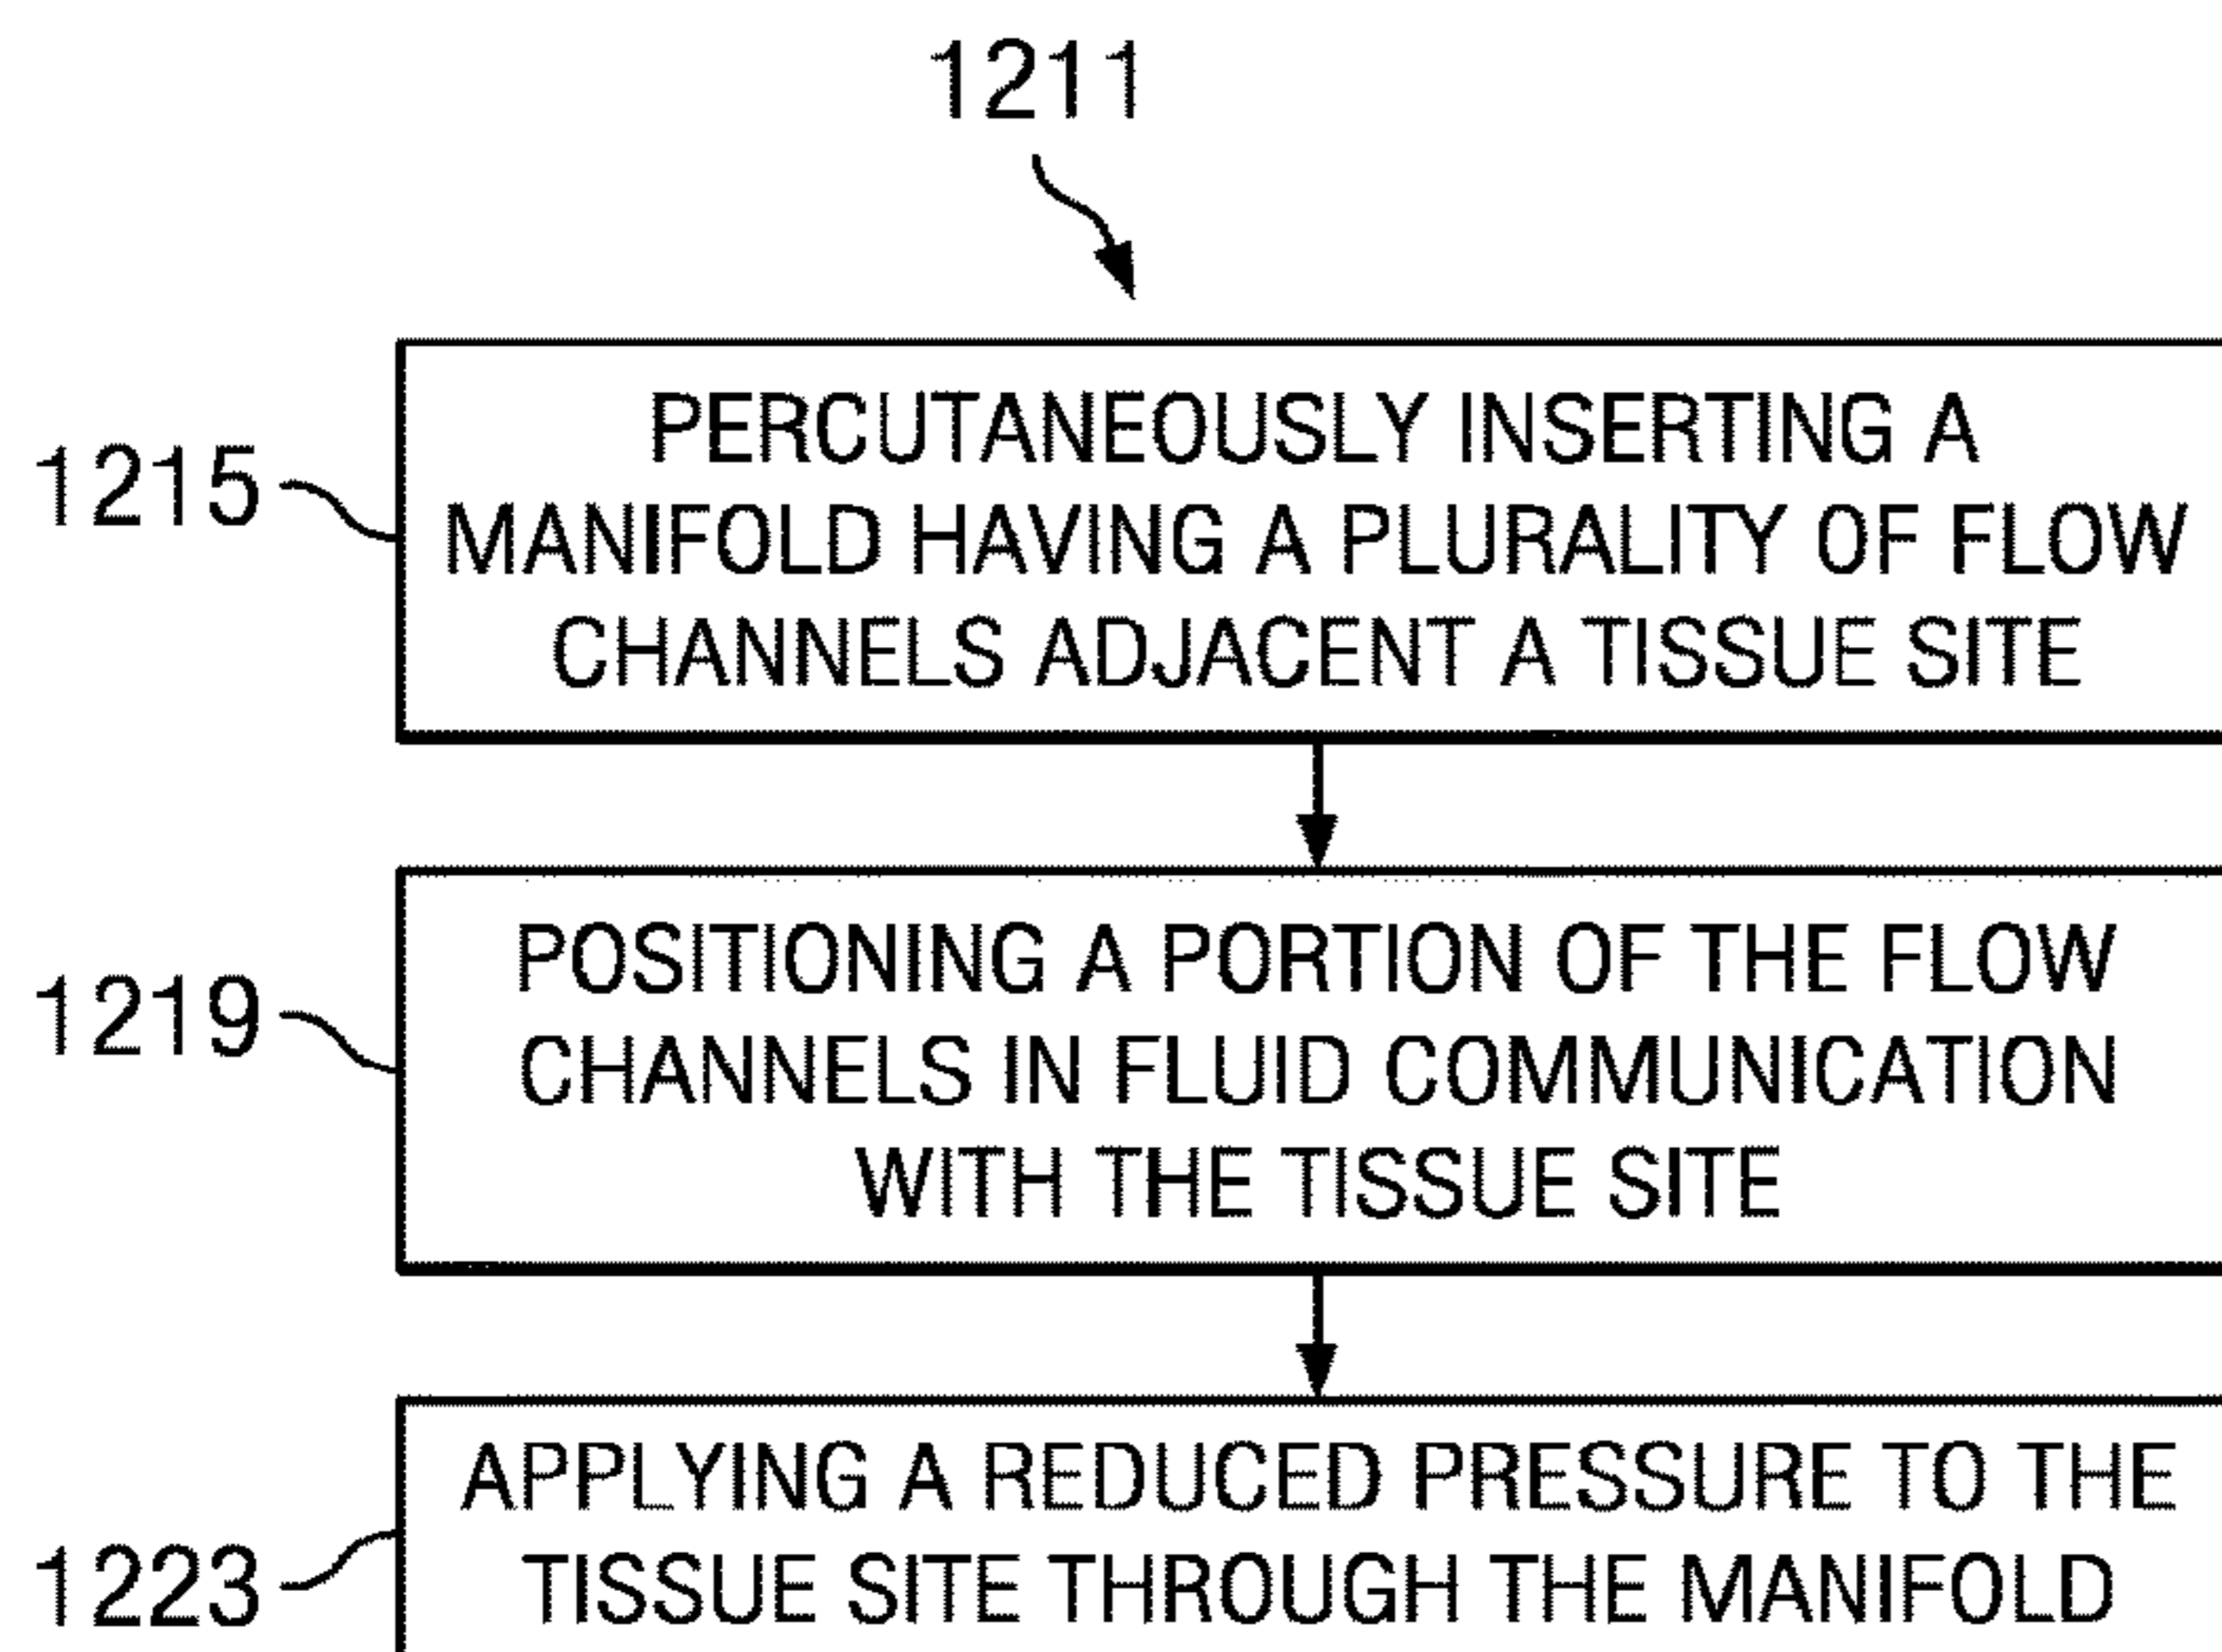 1211
1215
PERCUTANEOUSLY INSERTING A
MANIFOLD HAVING A PLURALITY OF FLOW
CHANNELS ADJACENT A TISSUE SITE
1219
POSITIONING A PORTION OF THE FLOW
CHANNELS IN FLUID COMMUNICATION
WITH THE TISSUE SITE
1223
APPLYING A REDUCED PRESSURE TO THE
TISSUE SITE THROUGH THE MANIFOLD